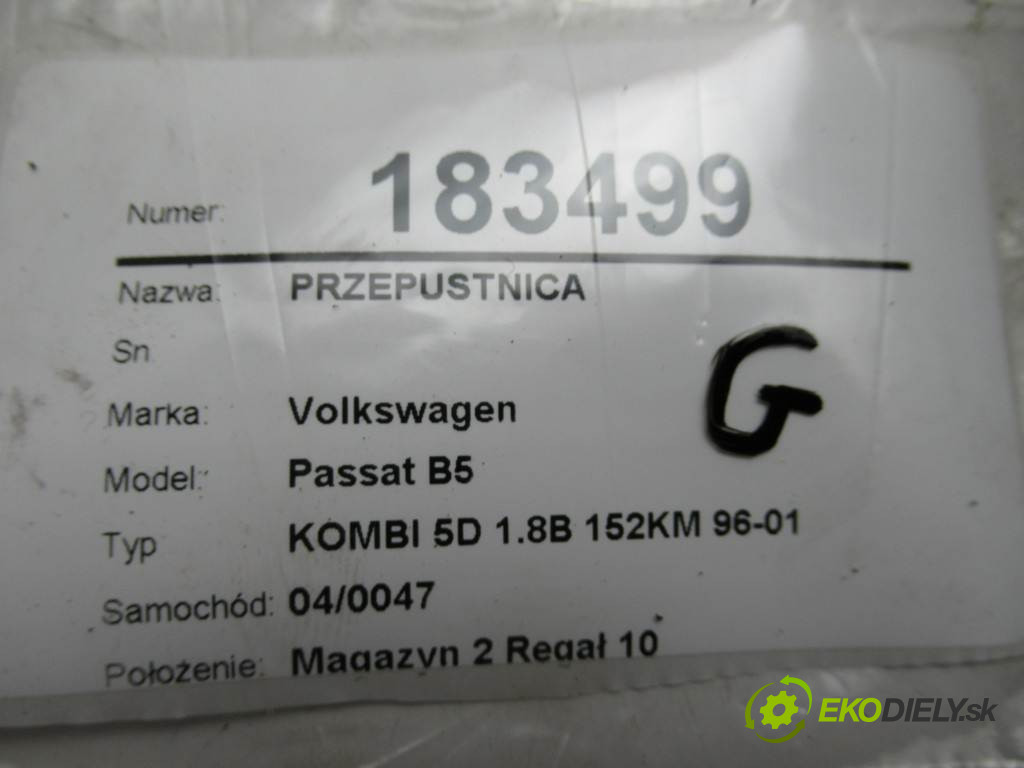 Numer: 183499
Nazwa: PRZEPUSTNICA
Sn
G
Marka: Volkswagen
Model: Passat B5
Typ KOMBI 5D 1.8B 152KM 96-01
Samochód: 04/0047
Położenie: Magazyn 2 Regał 10
EKODIELY.sk